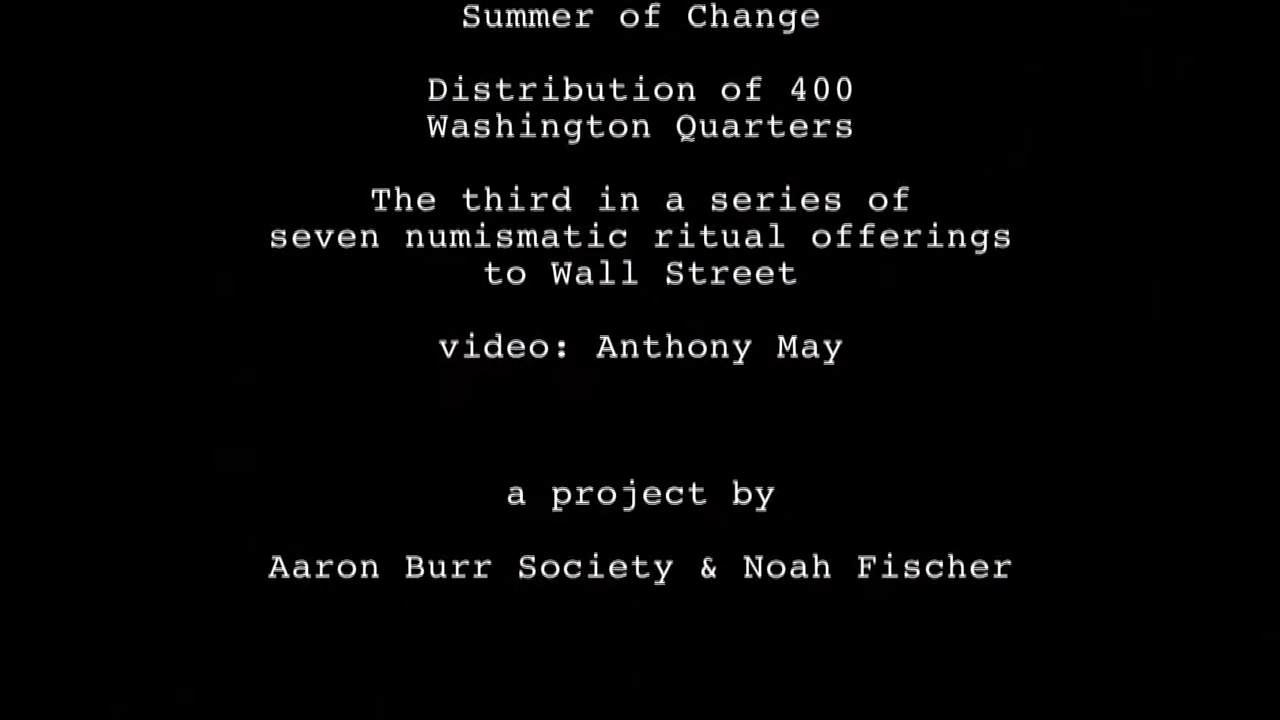 Summer of Change
Distribution of 400
Washington Quarters
The third in a series of
seven numismatic ritual offerings
to Wall Street
video: Anthony May
a project by
Aaron Burr Society & Noah Fischer